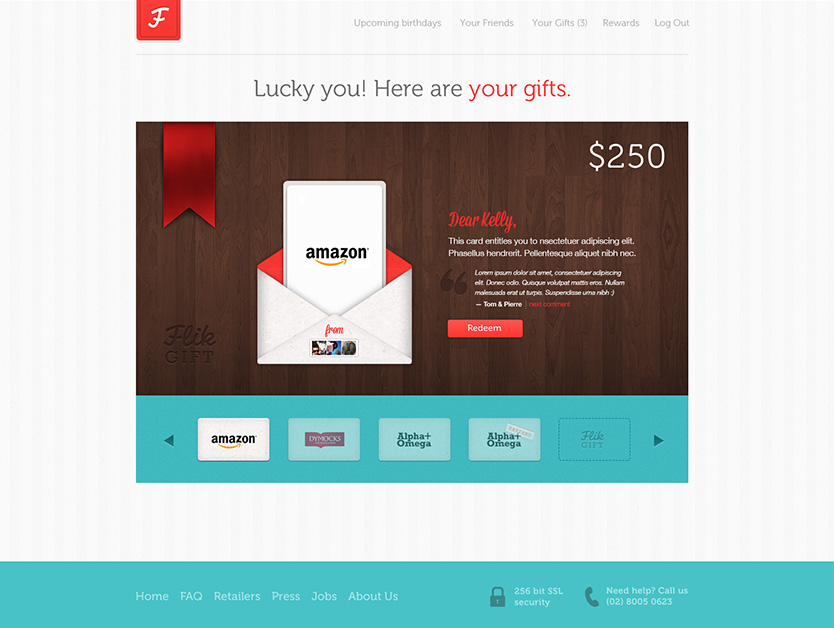 F
Upcoming birthdays Your Friends Your Gifts (3) Rewards Log Out
Lucky you! Here are your gifts.
$250
amazon
from
Flik
GIFT
Dear Kelly,
This card entitles you to nsectetuer adipiscing elit.
Phasellus hendrerit. Pellentesque aliquet nibh nec.
Lorem ipsum dolor sit amet, consectetuer adipiscing
elit. Donec odio. Quisque volutpat mattis eros. Nullam
malesuada erat ut turpis. Suspendisse urna nibh :)
— Tom & Pierre | next comment
Redeem
amazon
DYMOCKS
Alpha+
Omega
Alpha+
Omega
Flik
GIFT
Home FAQ Retailers Press Jobs About Us
256 bit SSL
security
Need help? Call us
(02) 8005 0623